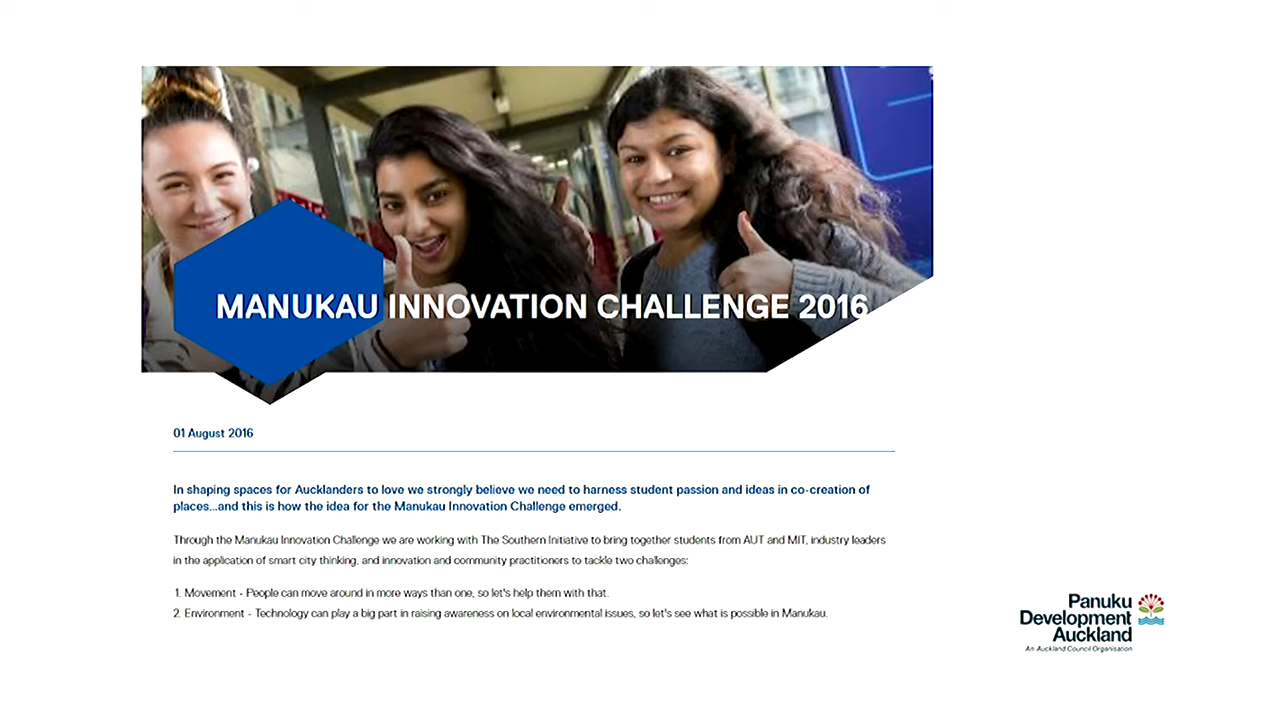 MANUKAU INNOVATION CHALLENGE 2016
01 August 2016
In shaping spaces for Aucklanders to love we strongly believe we need to harness student passion and ideas in co-creation of
places...and this is how the idea for the Manukau Innovation Challenge emerged.
Through the Manukau Innovation Challenge we are working with The Southern Initiative to bring together students from AUT and MIT, industry leaders
in the application of smart city thinking, and innovation and community practitioners to tackle two challenges:
1. Movement - People can move around in more ways than one, so let's help them with that.
2. Environment - Technology can play a big part in raising awareness on local environmental issues, so let's see what is possible in Manukau.
Panuku
Development
Auckland
An Auckland Council Organisation